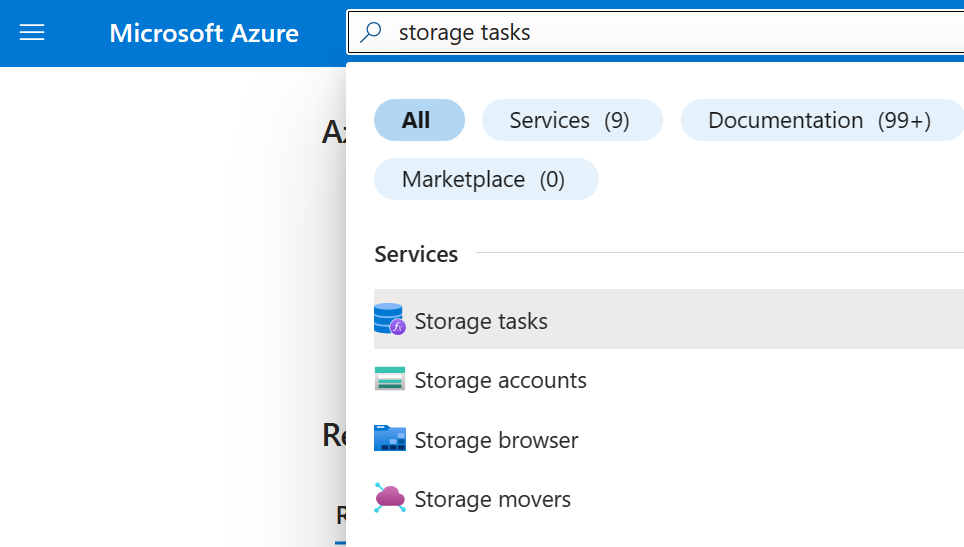 Microsoft Azure
storage tasks
All
Services (9)
Documentation (99+)
Marketplace (0)
Services
Storage tasks
Storage accounts
Storage browser
Storage movers